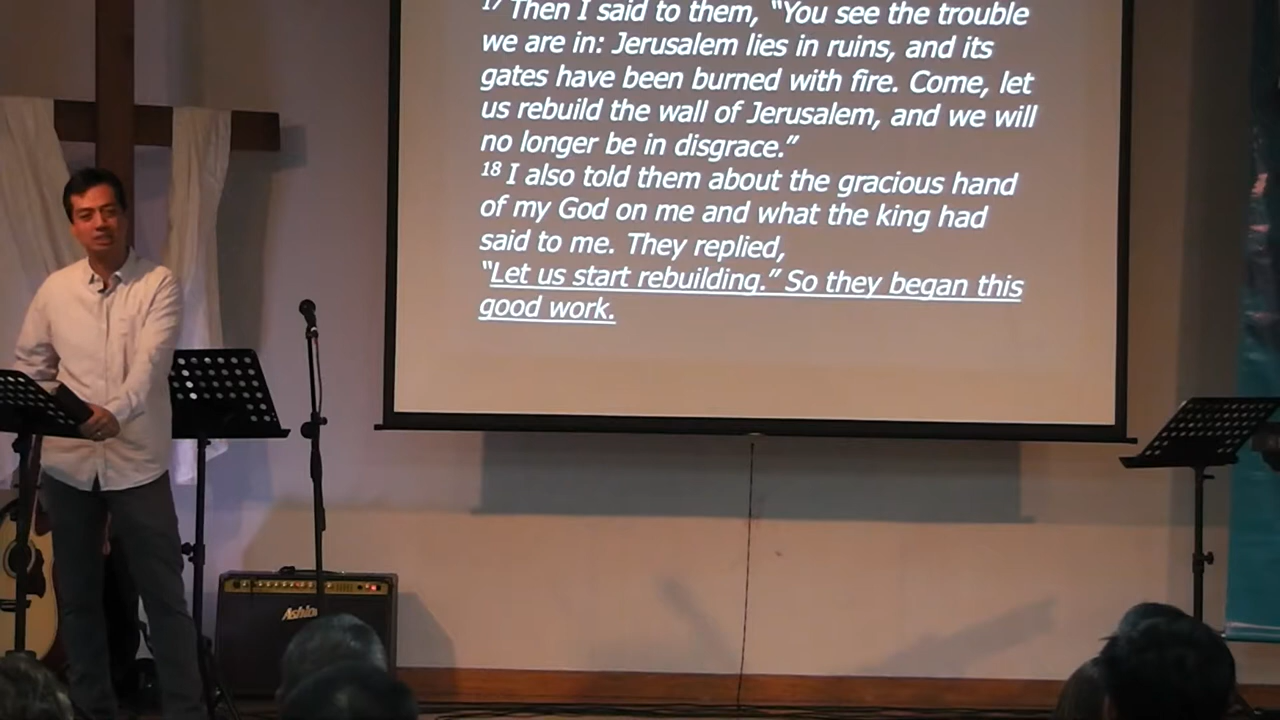 17 Then I said to them, “You see the trouble
we are in: Jerusalem lies in ruins, and its
gates have been burned with fire. Come, let
us rebuild the wall of Jerusalem, and we will
no longer be in disgrace.”
18 I also told them about the gracious hand
of my God on me and what the king had
said to me. They replied,
“Let us start rebuilding.” So they began this
good work.
Ashton